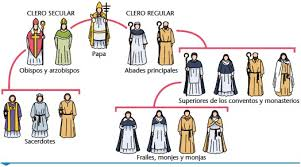 CLERO SECULAR
CLERO REGULAR
Papa
Obispos y arzobispos
Abades principales
Superiores de los conventos y monasterios
Sacerdotes
Frailes, monjes y monjas